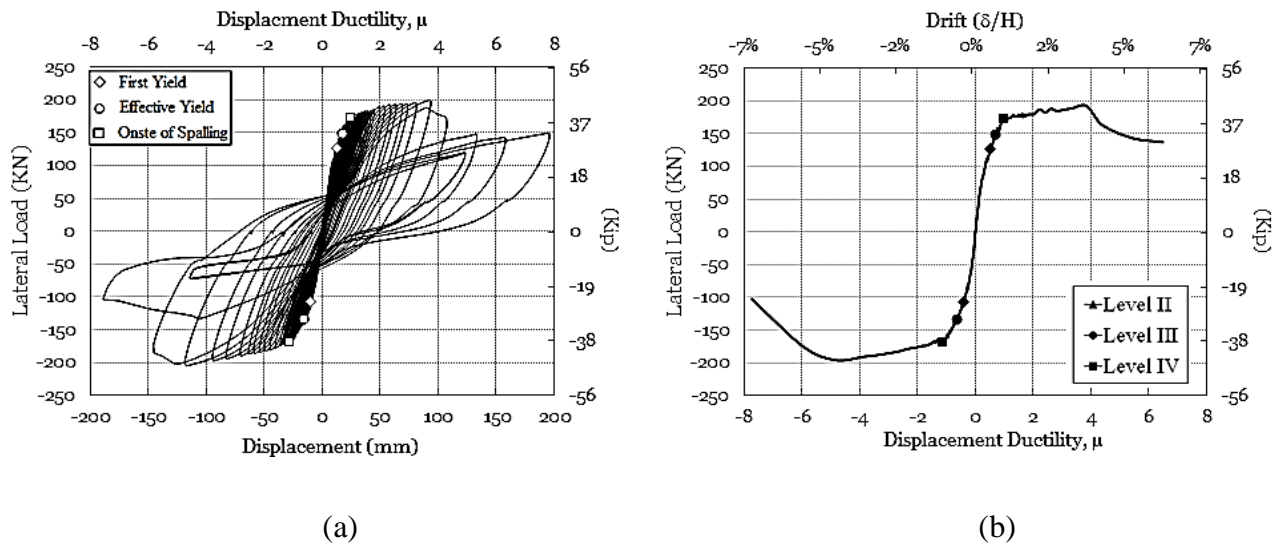 Displacment Ductility, µ
-8 -6 -4 -2 0 2 4 6 8
250
200
150
100
50
0
-50
-100
-150
-200
-250
Lateral Load (KN)
First Yield
Effective Yield
Onste of Spalling
56
37
18
0
-19
-38
-56
(Kip)
-200 -150 -100 -50 0 50 100 150 200
Displacement (mm)
(a)
Drift (δ/H)
-7% -5% -2% 0% 2% 5% 7%
250
200
150
100
50
0
-50
-100
-150
-200
-250
Lateral Load (KN)
56
37
18
0
-19
-38
-56
(Kip)
Level II
Level III
Level IV
-8 -6 -4 -2 0 2 4 6 8
Displacement Ductility, µ
(b)